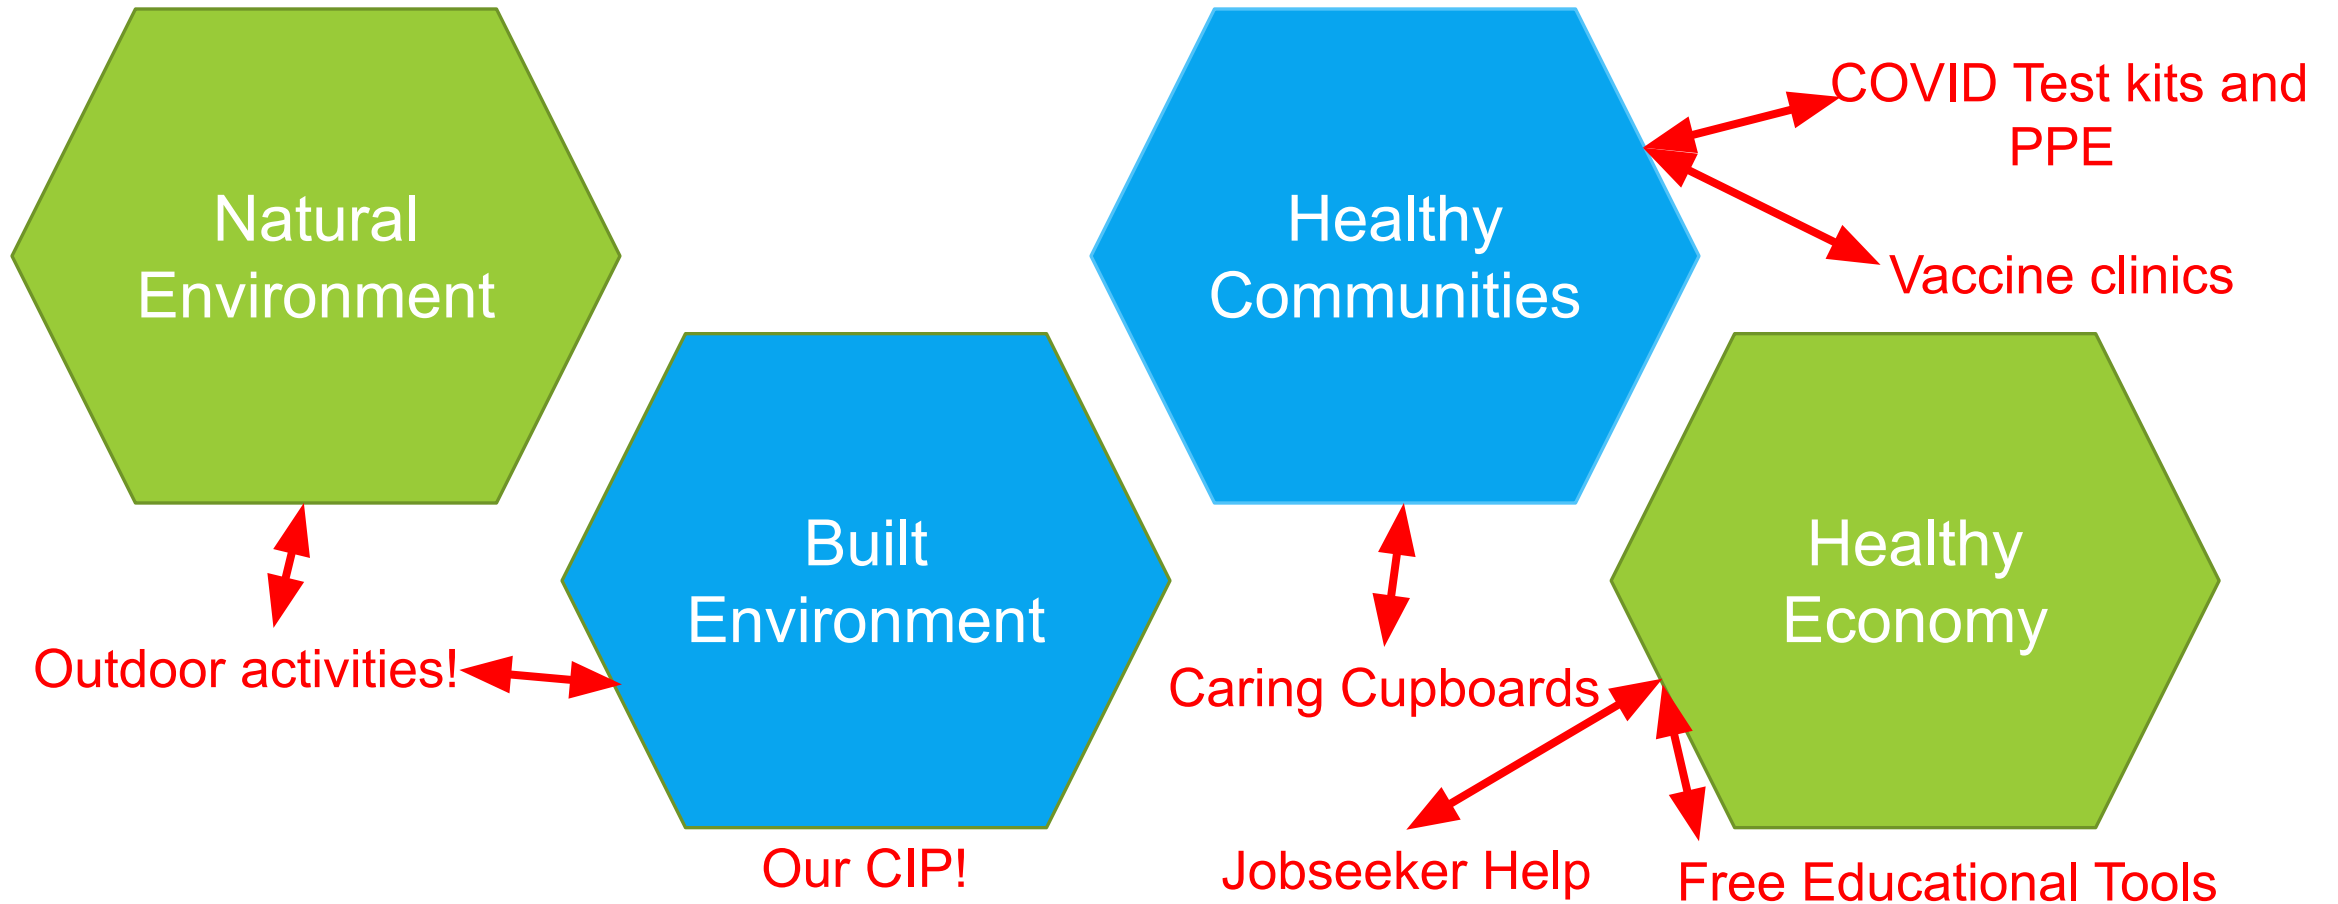 Natural
Environment
Healthy
Communities
COVID Test kits and
PPE
Vaccine clinics
Built
Environment
Healthy
Economy
Outdoor activities!
Caring Cupboards
Our CIP!
Jobseeker Help
Free Educational Tools